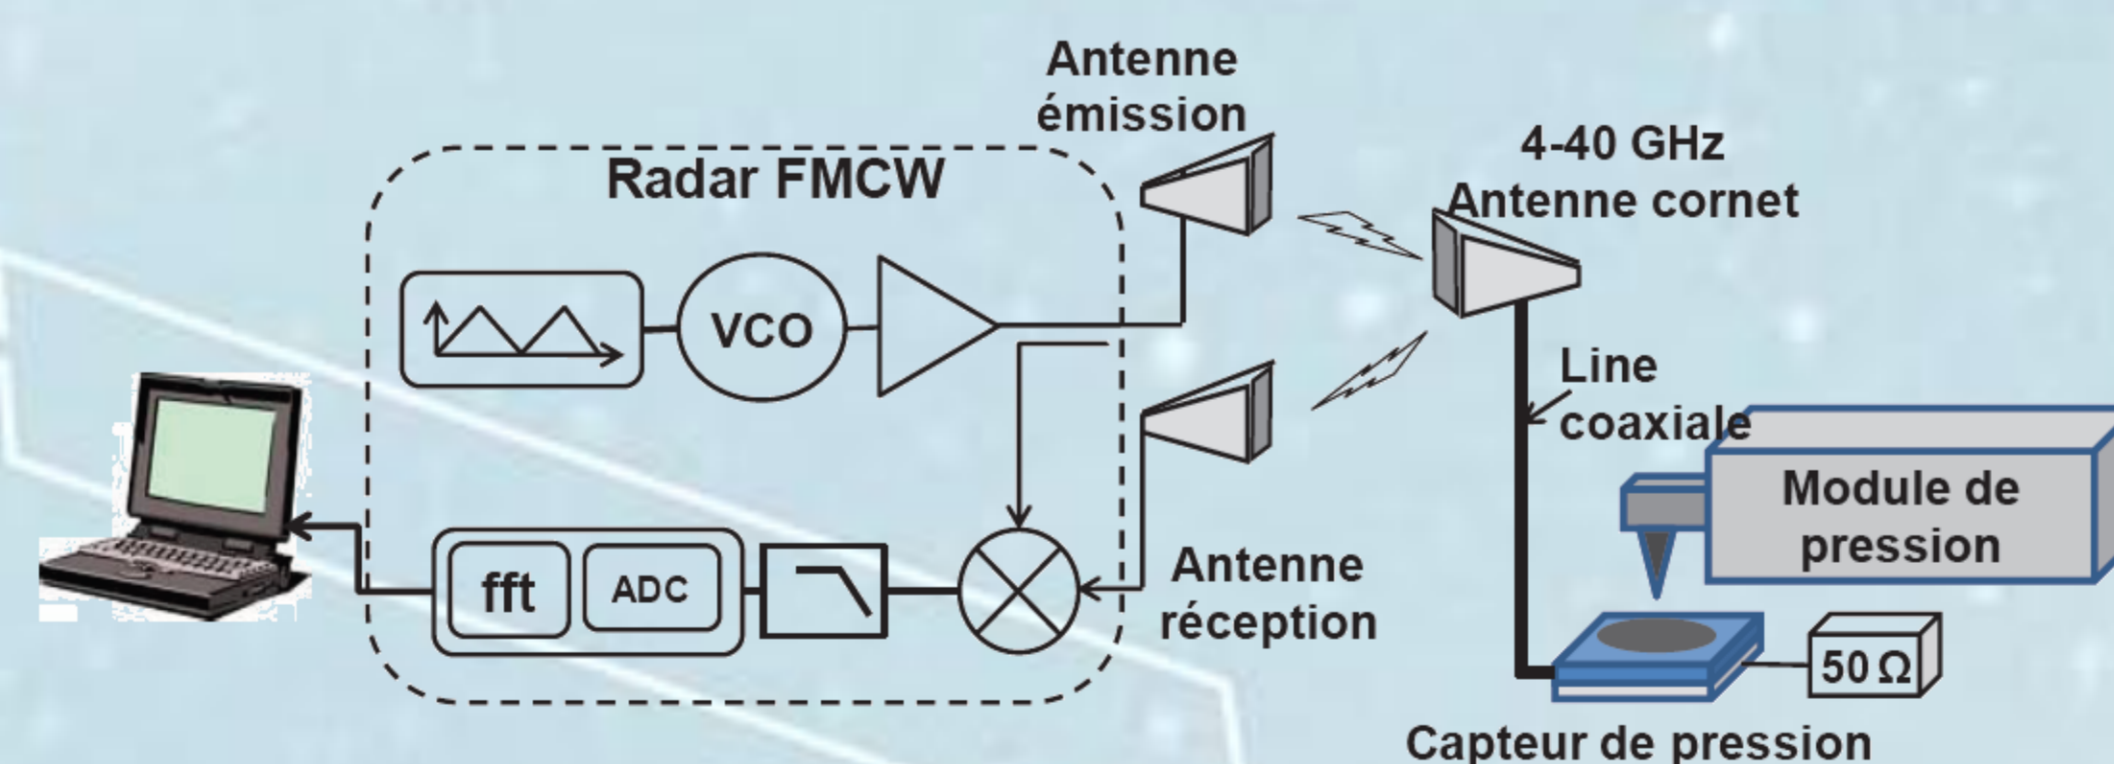 Antenne
émission
4-40 GHz
Antenne cornet
Radar FMCW
VCO
Line
coaxiale
Module de
pression
fft
ADC
Antenne
réception
50 Ω
Capteur de pression